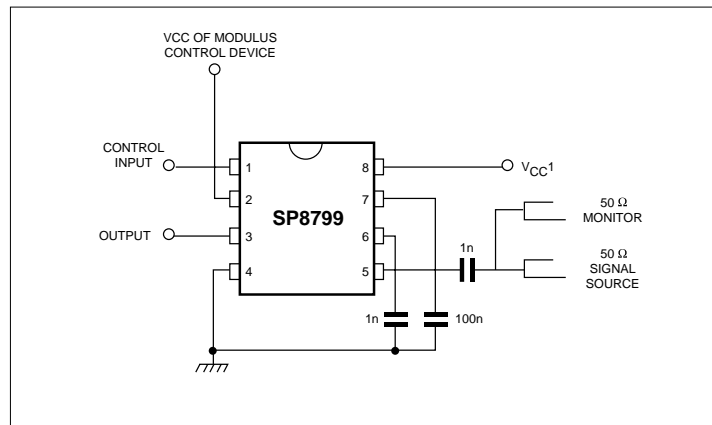 VCC OF MODULUS
CONTROL DEVICE
CONTROL
INPUT
OUTPUT
1
2
3
4
SP8799
8
7
6
5
VCC1
50 Ω
MONITOR
1n
50 Ω
SIGNAL
SOURCE
1n
100n